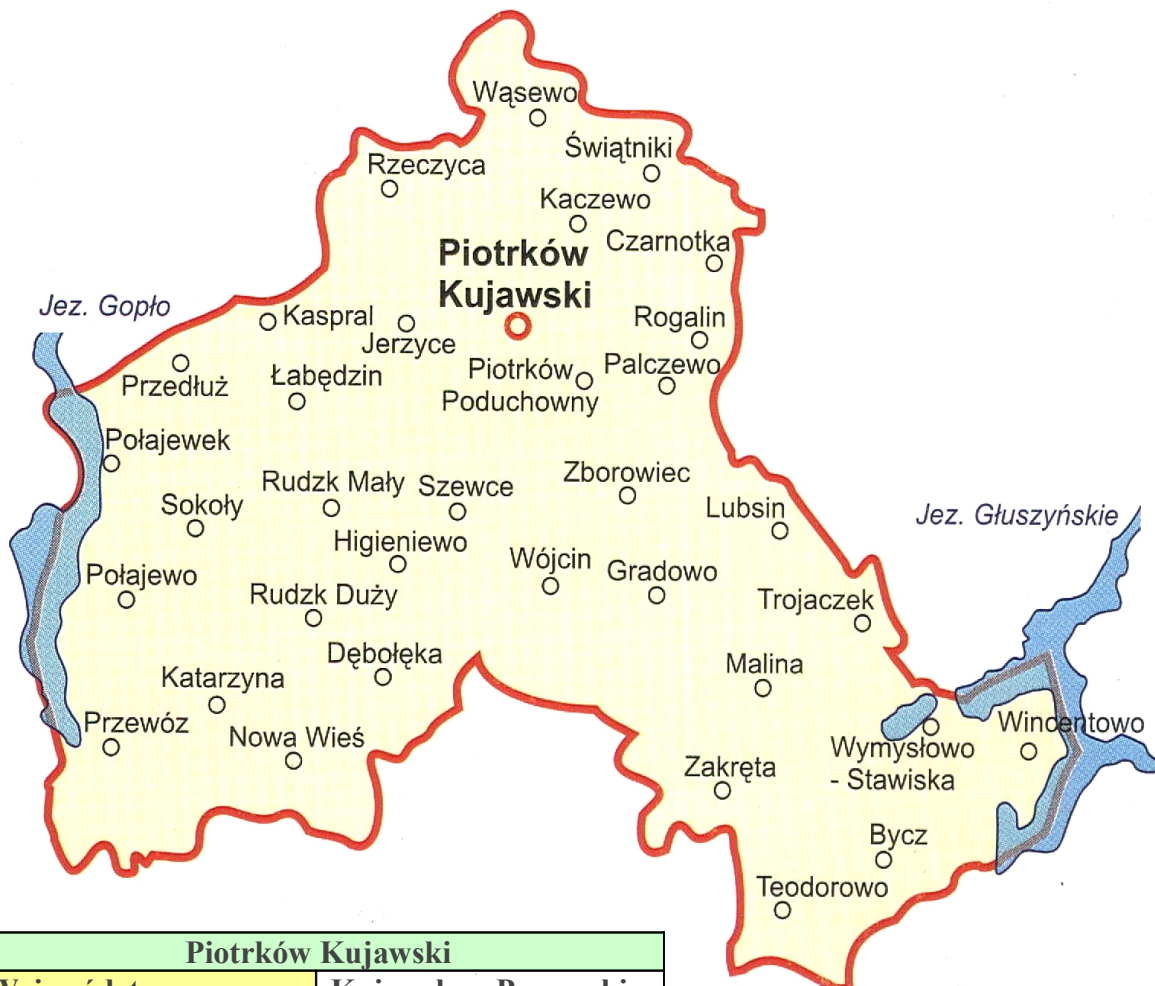 Wąsewo
Świątniki
Rzeczyca
Kaczewo
Czarnotka
Piotrków
Kujawski
Jez. Gopło
Kaspral
Jerzyce
Rogalin
Przedłuż
Łabędzin
Piotrków
Poduchowny
Palczewo
Połajewek
Zborowiec
Rudzk Mały
Szewce
Sokoły
Lubsin
Jez. Głuszyńskie
Higieniewo
Wójcin
Gradowo
Połajewo
Rudzk Duży
Trojaczek
Dębołęka
Malina
Katarzyna
Przewóz
Nowa Wieś
Wymysłowo
- Stawiska
Wincentowo
Zakręta
Bycz
Teodorowo
Piotrków Kujawski